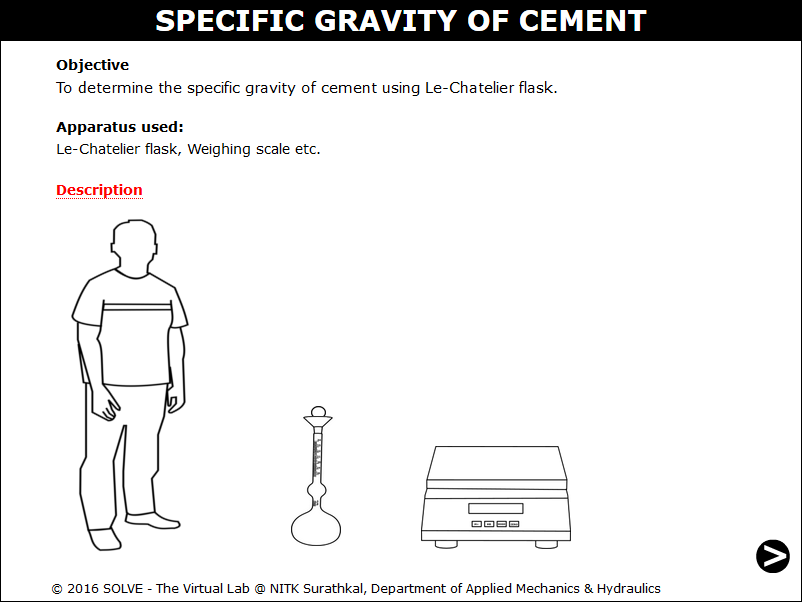 SPECIFIC GRAVITY OF CEMENT
Objective
To determine the specific gravity of cement using Le-Chatelier flask.
Apparatus used:
Le-Chatelier flask, Weighing scale etc.
Description
>
© 2016 SOLVE - The Virtual Lab @ NITK Surathkal, Department of Applied Mechanics & Hydraulics